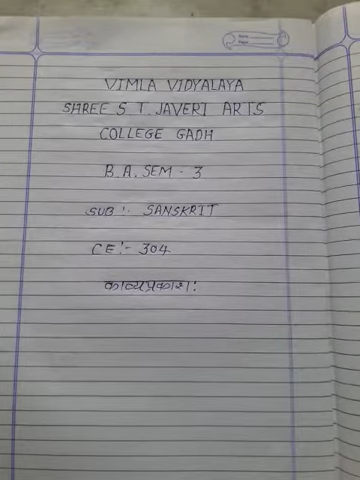 VIMLA VIDYALAYA
SHREE S.T. JAVERI ARTS
COLLEGE GADH
B.A. SEM - 3
SUB :- SANSKRIT
CE :- 304
काव्यप्रकाश: